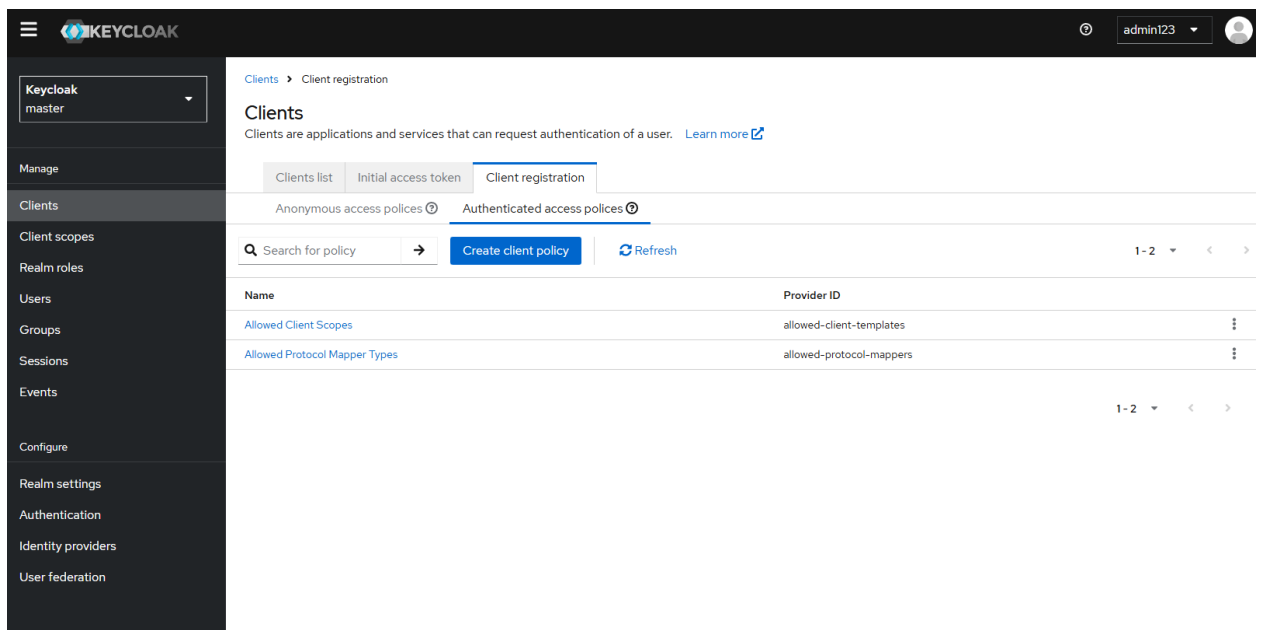 KEYCLOAK
admin123
Keycloak
master
Manage
Clients
Client scopes
Realm roles
Users
Groups
Sessions
Events
Configure
Realm settings
Authentication
Identity providers
User federation
Clients > Client registration
Clients
Clients are applications and services that can request authentication of a user. Learn more
Clients list Initial access token Client registration
Anonymous access polices Authenticated access polices
Search for policy Create client policy Refresh 1 - 2
Name Provider ID
Allowed Client Scopes allowed-client-templates
Allowed Protocol Mapper Types allowed-protocol-mappers
1 - 2